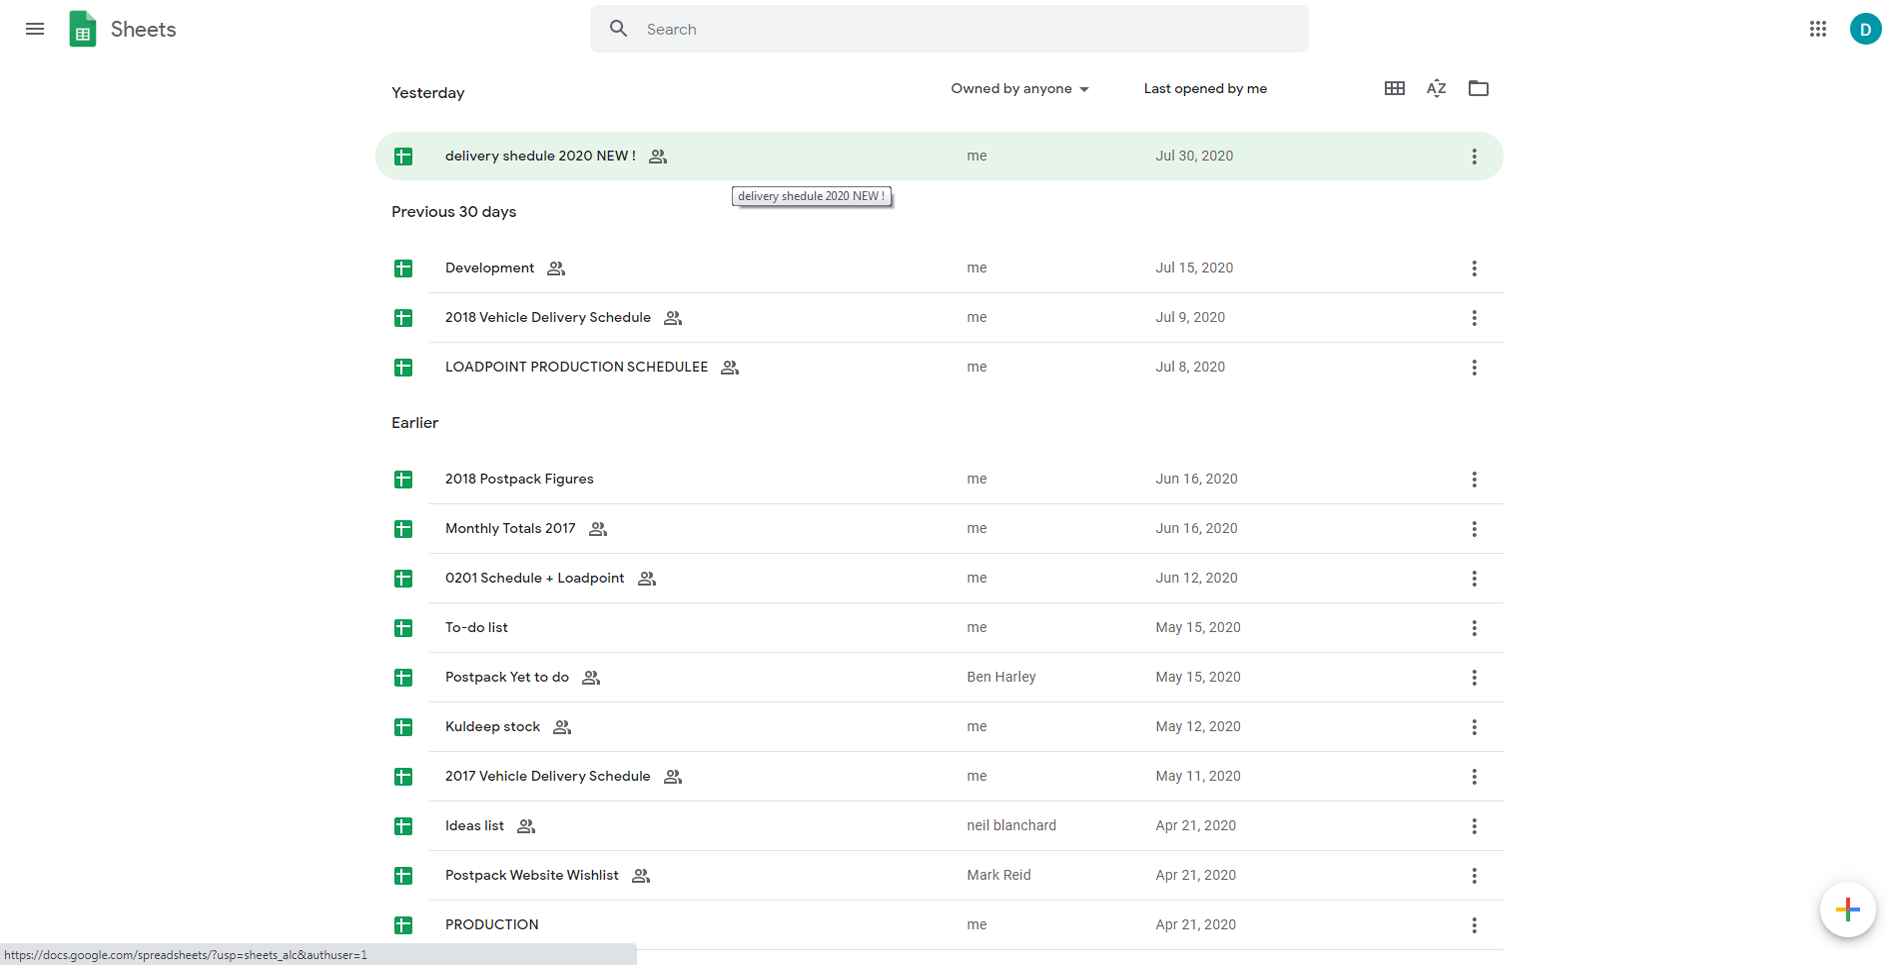 Sheets
Search
D
Yesterday
Owned by anyone
Last opened by me
AZ
delivery shedule 2020 NEW ! me Jul 30, 2020
delivery shedule 2020 NEW !
Previous 30 days
Development me Jul 15, 2020
2018 Vehicle Delivery Schedule me Jul 9, 2020
LOADPOINT PRODUCTION SCHEDULEE me Jul 8, 2020
Earlier
2018 Postpack Figures me Jun 16, 2020
Monthly Totals 2017 me Jun 16, 2020
0201 Schedule + Loadpoint me Jun 12, 2020
To-do list me May 15, 2020
Postpack Yet to do Ben Harley May 15, 2020
Kuldeep stock me May 12, 2020
2017 Vehicle Delivery Schedule me May 11, 2020
Ideas list neil blanchard Apr 21, 2020
Postpack Website Wishlist Mark Reid Apr 21, 2020
PRODUCTION me Apr 21, 2020
https://docs.google.com/spreadsheets/?usp=sheets_alc&authuser=1